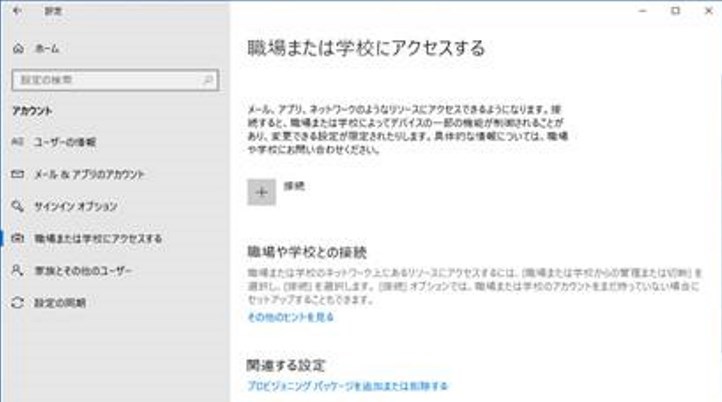 設定
ホーム
設定の検索
アカウント
ユーザーの情報
メール & アプリのアカウント
サインイン オプション
職場または学校にアクセスする
家族とその他のユーザー
設定の同期
職場または学校にアクセスする
メール、アプリ、ネットワークのようなリソースにアクセスできるようになります。接
続すると、職場または学校によってデバイスの一部の機能が制御されることが
あり、変更できる設定が限定されたりします。具体的な情報については、職場
や学校にお問い合わせください。
接続
職場や学校との接続
職場または学校のネットワーク上にあるリソースにアクセスするには、[職場または学校からの管理または切断] を
選択し、[接続] を選択します。[接続] オプションでは、職場または学校のアカウントをまだ持っていない場合に
セットアップすることもできます。
その他のヒントを見る
関連する設定
プロビジョニング パッケージを追加または削除する